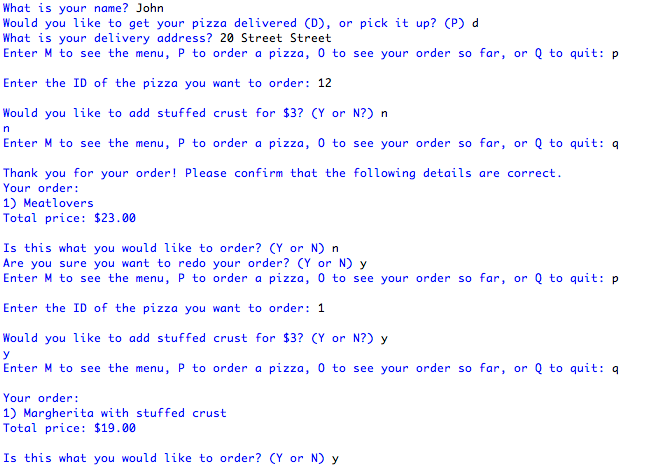 What is your name? John
Would you like to get your pizza delivered (D), or pick it up? (P) d
What is your delivery address? 20 Street Street
Enter M to see the menu, P to order a pizza, O to see your order so far, or Q to quit: p
Enter the ID of the pizza you want to order: 12
Would you like to add stuffed crust for $3? (Y or N?) n
n
Enter M to see the menu, P to order a pizza, O to see your order so far, or Q to quit: q
Thank you for your order! Please confirm that the following details are correct.
Your order:
1) Meatlovers
Total price: $23.00
Is this what you would like to order? (Y or N) n
Are you sure you want to redo your order? (Y or N) y
Enter M to see the menu, P to order a pizza, O to see your order so far, or Q to quit: p
Enter the ID of the pizza you want to order: 1
Would you like to add stuffed crust for $3? (Y or N?) y
y
Enter M to see the menu, P to order a pizza, O to see your order so far, or Q to quit: q
Your order:
1) Margherita with stuffed crust
Total price: $19.00
Is this what you would like to order? (Y or N) y